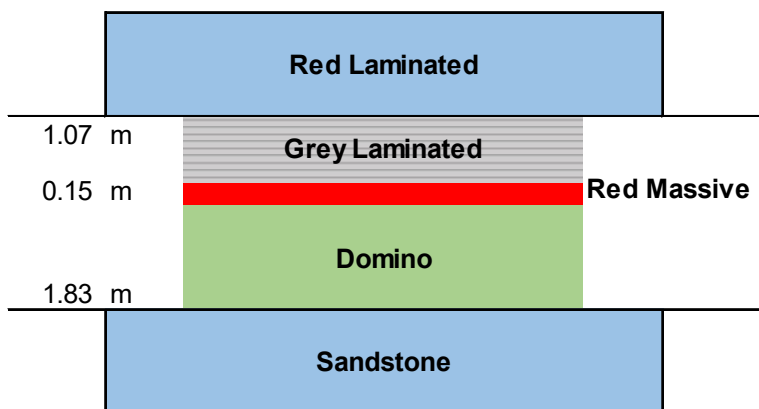 Red Laminated
1.07 m
Grey Laminated
0.15 m
Red Massive
Domino
1.83 m
Sandstone